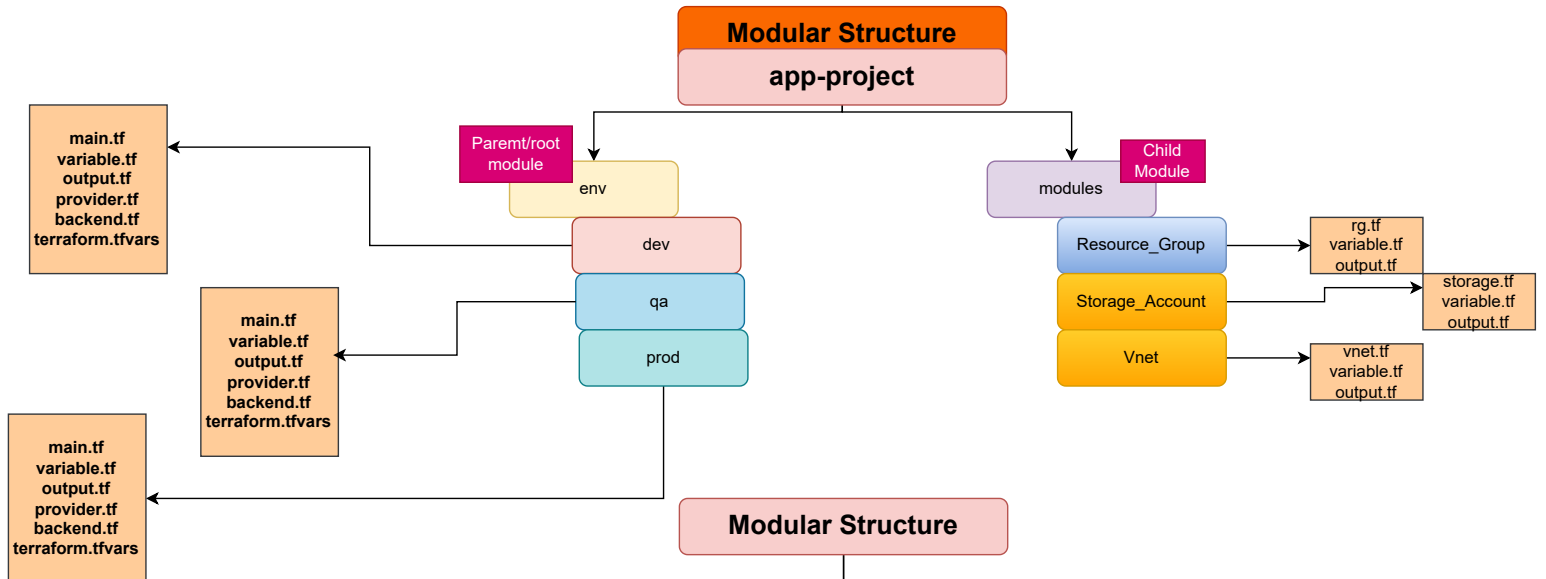 Modular Structure
app-project
Paremt/root
module
env
dev
qa
prod
main.tf
variable.tf
output.tf
provider.tf
backend.tf
terraform.tfvars
main.tf
variable.tf
output.tf
provider.tf
backend.tf
terraform.tfvars
main.tf
variable.tf
output.tf
provider.tf
backend.tf
terraform.tfvars
Child
Module
modules
Resource_Group
Storage_Account
Vnet
rg.tf
variable.tf
output.tf
storage.tf
variable.tf
output.tf
vnet.tf
variable.tf
output.tf
Modular Structure